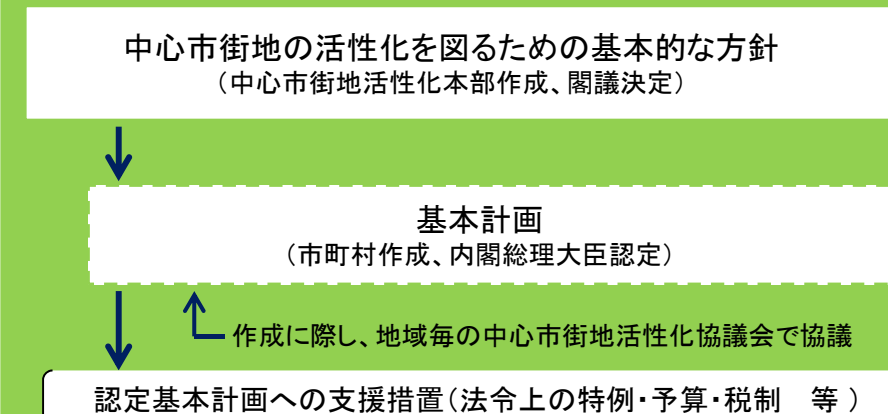 中心市街地の活性化を図るための基本的な方針
（中心市街地活性化本部作成、閣議決定）
基本計画
（市町村作成、内閣総理大臣認定）
作成に際し、地域毎の中心市街地活性化協議会で協議
認定基本計画への支援措置（法令上の特例・予算・税制　等 ）